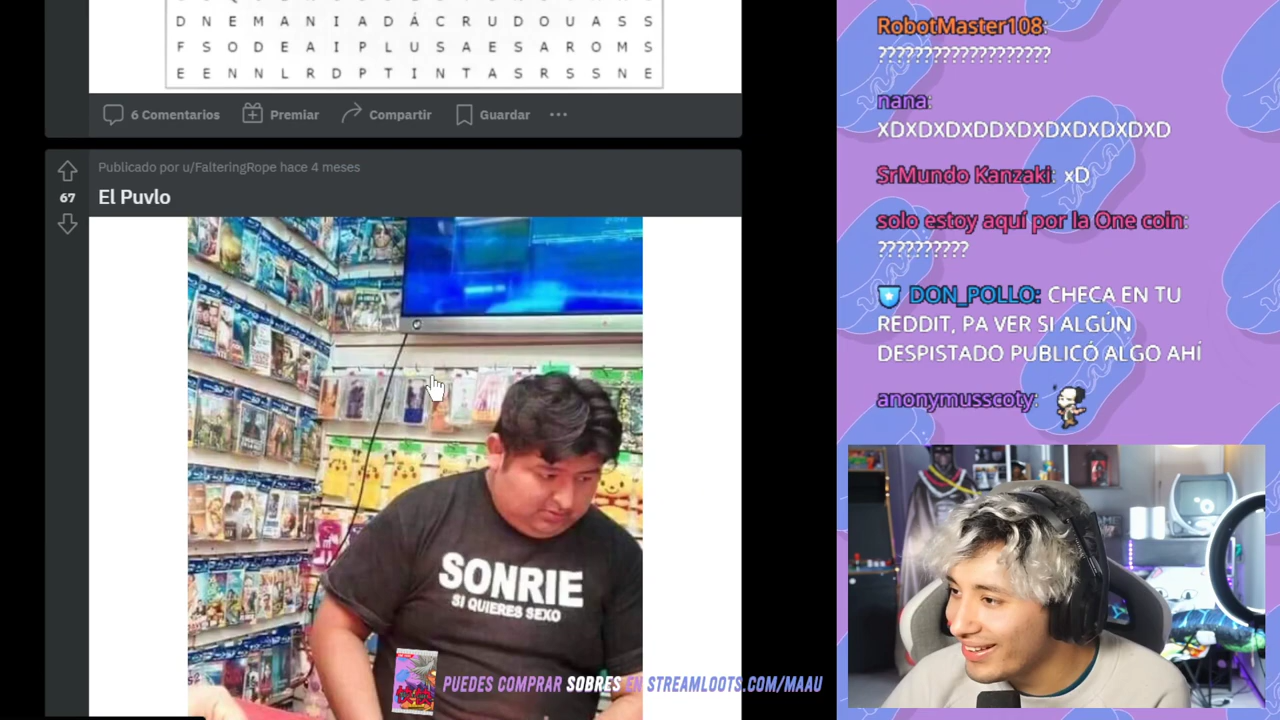 D N E M A N I A D Á C R U D O U A S S
F S O D E A I P L U S A E S A R O M S
E E N N L R D P T I N T A S R S S N E
6 Comentarios Premiar Compartir Guardar ...
Publicado por u/FalteringRope hace 4 meses
67
El Puvlo
SONRIE
SI QUIERES SEXO
PUEDES COMPRAR SOBRES EN STREAMLOOTS.COM/MAAU
RobotMaster108:
???????????????????
nana:
XDXDXDXDDXDXDXDXDXDXD
SrMundo Kanzaki: xD
solo estoy aquí por la One coin:
??????????
DON_POLLO: CHECA EN TU
REDDIT, PA VER SI ALGÚN
DESPISTADO PUBLICÓ ALGO AHÍ
anonymusscoty: